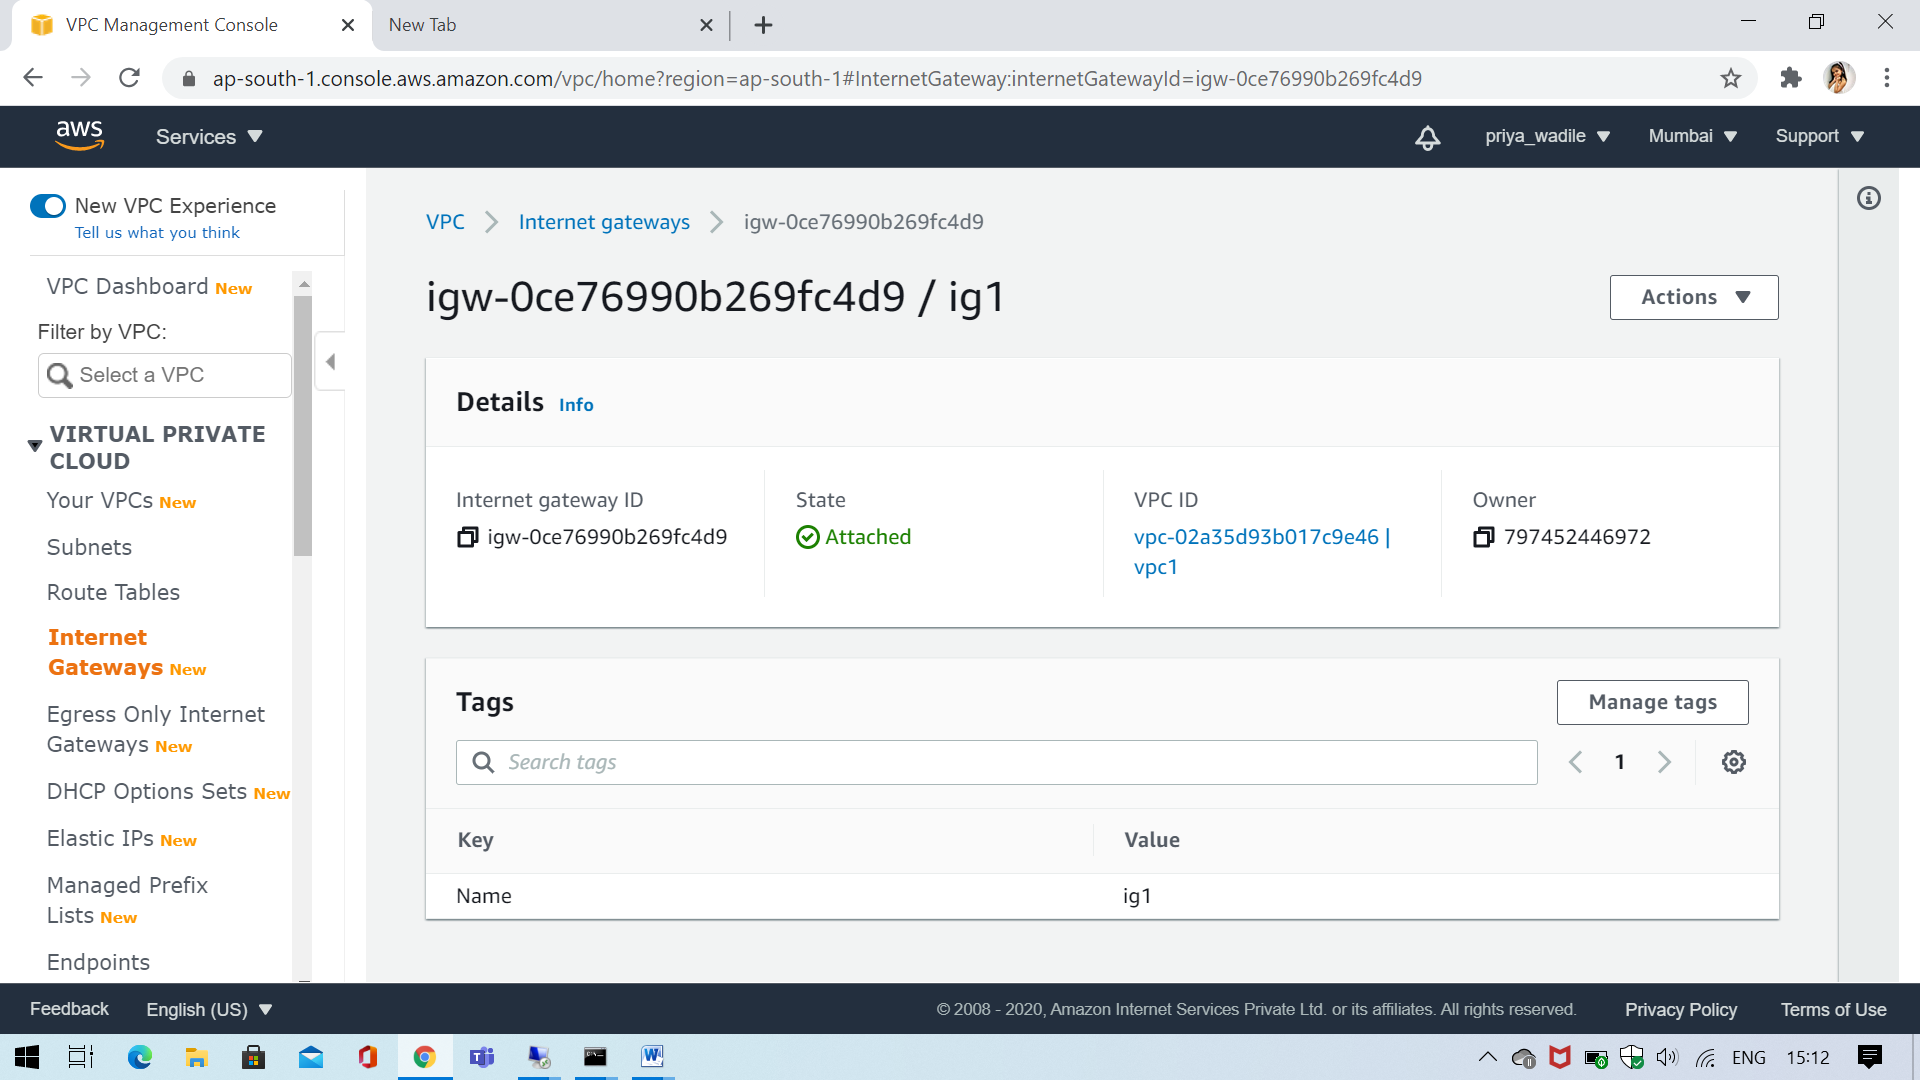 VPC Management Console
New Tab
ap-south-1.console.aws.amazon.com/vpc/home?region=ap-south-1#InternetGateway:internetGatewayId=igw-0ce76990b269fc4d9
aws
Services
priya_wadile
Mumbai
Support
New VPC Experience
Tell us what you think
VPC Dashboard New
Filter by VPC:
Select a VPC
VIRTUAL PRIVATE
CLOUD
Your VPCs New
Subnets
Route Tables
Internet
Gateways New
Egress Only Internet
Gateways New
DHCP Options Sets New
Elastic IPs New
Managed Prefix
Lists New
Endpoints
VPC
Internet gateways
igw-0ce76990b269fc4d9
igw-0ce76990b269fc4d9 / ig1
Actions
Details Info
Internet gateway ID
igw-0ce76990b269fc4d9
State
Attached
VPC ID
vpc-02a35d93b017c9e46 |
vpc1
Owner
797452446972
Tags
Manage tags
Search tags
1
Key
Value
Name
ig1
Feedback
English (US)
© 2008 - 2020, Amazon Internet Services Private Ltd. or its affiliates. All rights reserved.
Privacy Policy
Terms of Use
ENG
15:12